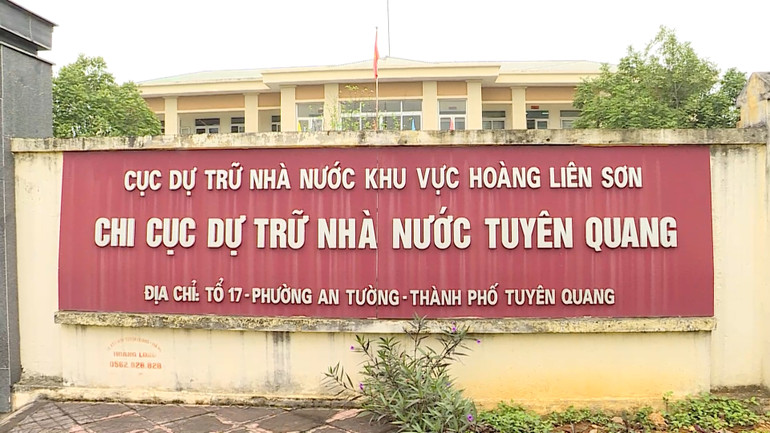 CỤC DỰ TRỮ NHÀ NƯỚC KHU VỰC HOÀNG LIÊN SƠN
CHI CỤC DỰ TRỮ NHÀ NƯỚC TUYÊN QUANG
ĐỊA CHỈ: TỔ 17 - PHƯỜNG AN TƯỜNG - THÀNH PHỐ TUYÊN QUANG